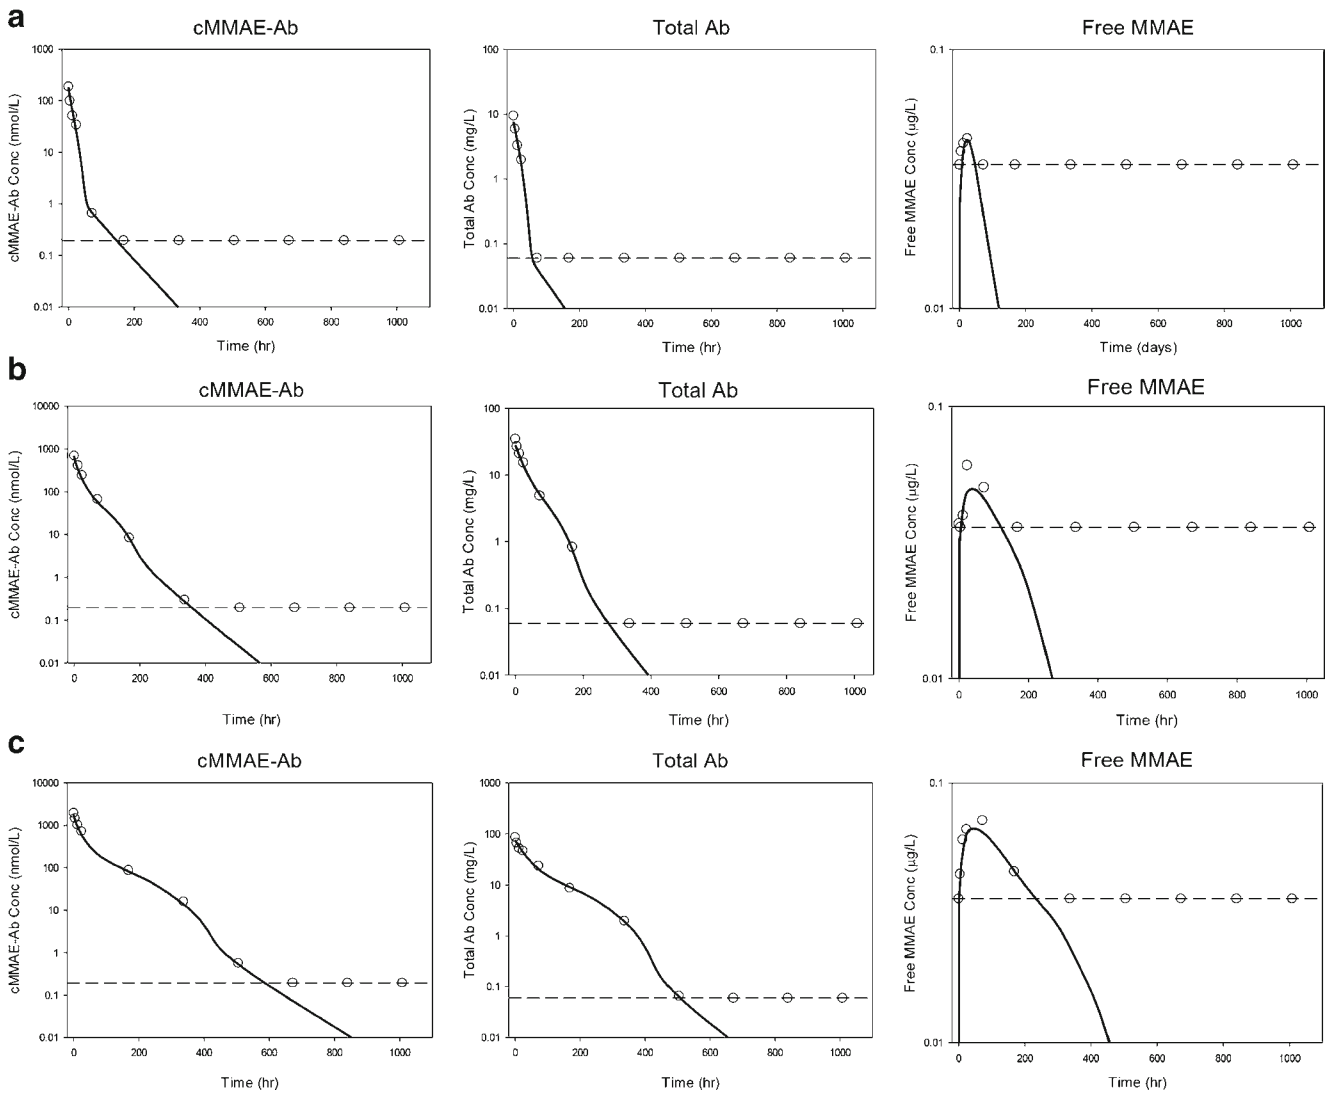 a
cMMAE-Ab
Total Ab
Free MMAE
cMMAE-Ab Conc (nmol/L)
1000
100
10
1
0.1
0.01
0 200 400 600 800 1000
Time (hr)
Total Ab Conc (mg/L)
100
10
1
0.1
0.01
0 200 400 600 800 1000
Time (hr)
Free MMAE Conc (µg/L)
0.1
0.01
0 200 400 600 800 1000
Time (days)
b
cMMAE-Ab
Total Ab
Free MMAE
cMMAE-Ab Conc (nmol/L)
10000
1000
100
10
1
0.1
0.01
0 200 400 600 800 1000
Time (hr)
Total Ab Conc (mg/L)
100
10
1
0.1
0.01
0 200 400 600 800 1000
Time (hr)
Free MMAE Conc (µg/L)
0.1
0.01
0 200 400 600 800 1000
Time (hr)
c
cMMAE-Ab
Total Ab
Free MMAE
cMMAE-Ab Conc (nmol/L)
10000
1000
100
10
1
0.1
0.01
0 200 400 600 800 1000
Time (hr)
Total Ab Conc (mg/L)
1000
100
10
1
0.1
0.01
0 200 400 600 800 1000
Time (hr)
Free MMAE Conc (µg/L)
0.1
0.01
0 200 400 600 800 1000
Time (hr)